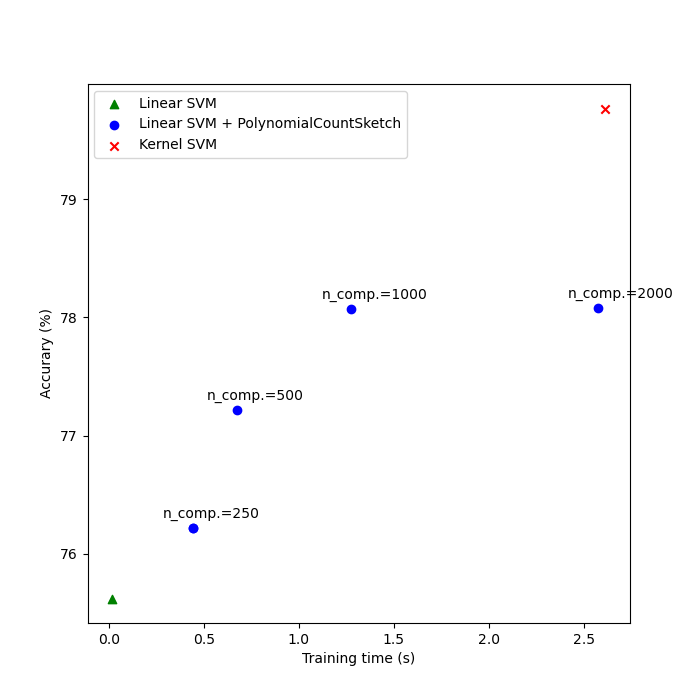 Linear SVM
Linear SVM + PolynomialCountSketch
Kernel SVM
79
n_comp.=1000
n_comp.=2000
78
n_comp.=500
77
n_comp.=250
76
0.0 0.5 1.0 1.5 2.0 2.5
Training time (s)
Accurary (%)